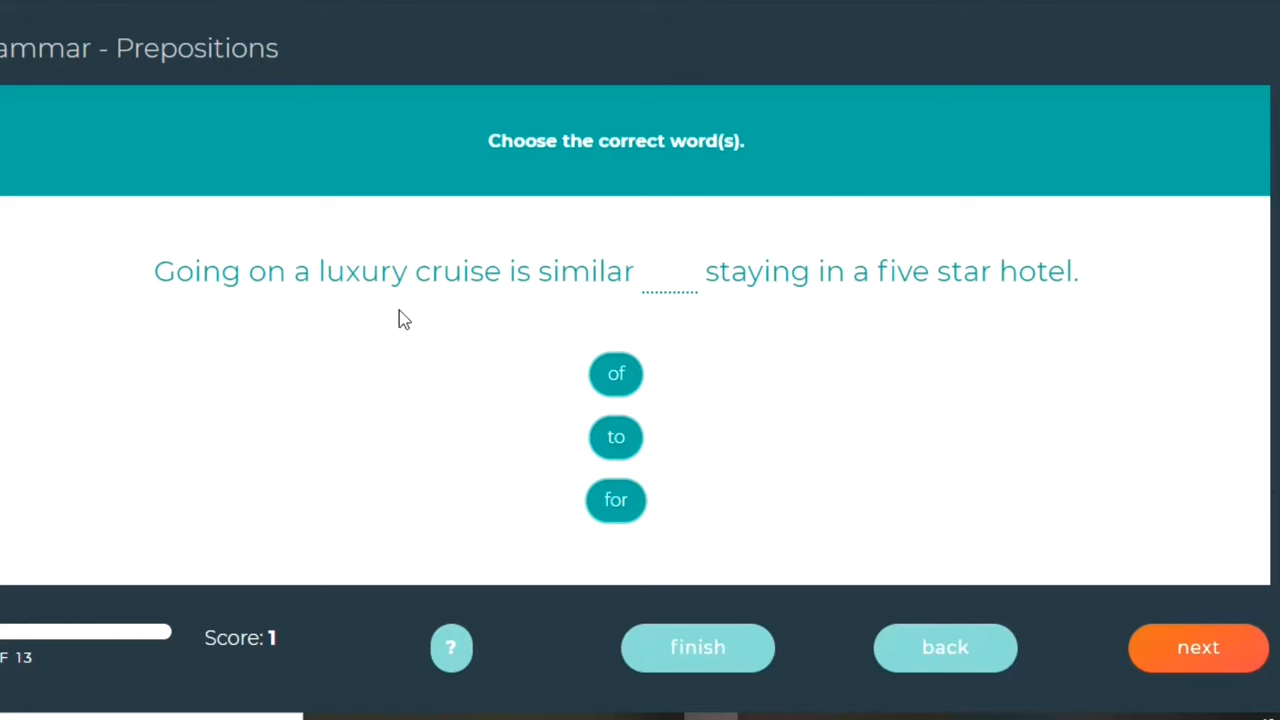 ammar - Prepositions
Choose the correct word(s).
Going on a luxury cruise is similar ........... staying in a five star hotel.
of
to
for
F 13
Score: 1
?
finish
back
next